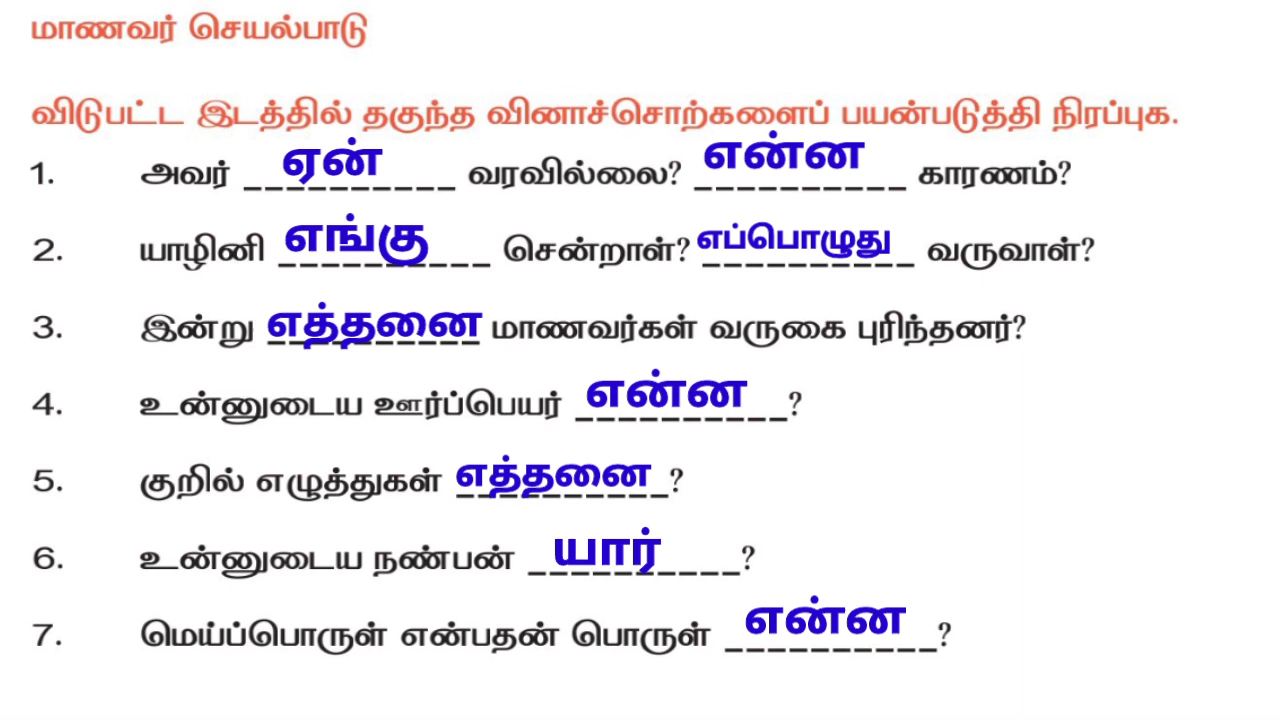 மாணவர் செயல்பாடு
விடுபட்ட இடத்தில் தகுந்த வினாச்சொற்களைப் பயன்படுத்தி நிரப்புக.
1. அவர் ஏன் வரவில்லை? என்ன காரணம்?
2. யாழினி எங்கு சென்றாள்? எப்பொழுது வருவாள்?
3. இன்று எத்தனை மாணவர்கள் வருகை புரிந்தனர்?
4. உன்னுடைய ஊர்ப்பெயர் என்ன?
5. குறில் எழுத்துகள் எத்தனை?
6. உன்னுடைய நண்பன் யார்?
7. மெய்ப்பொருள் என்பதன் பொருள் என்ன?